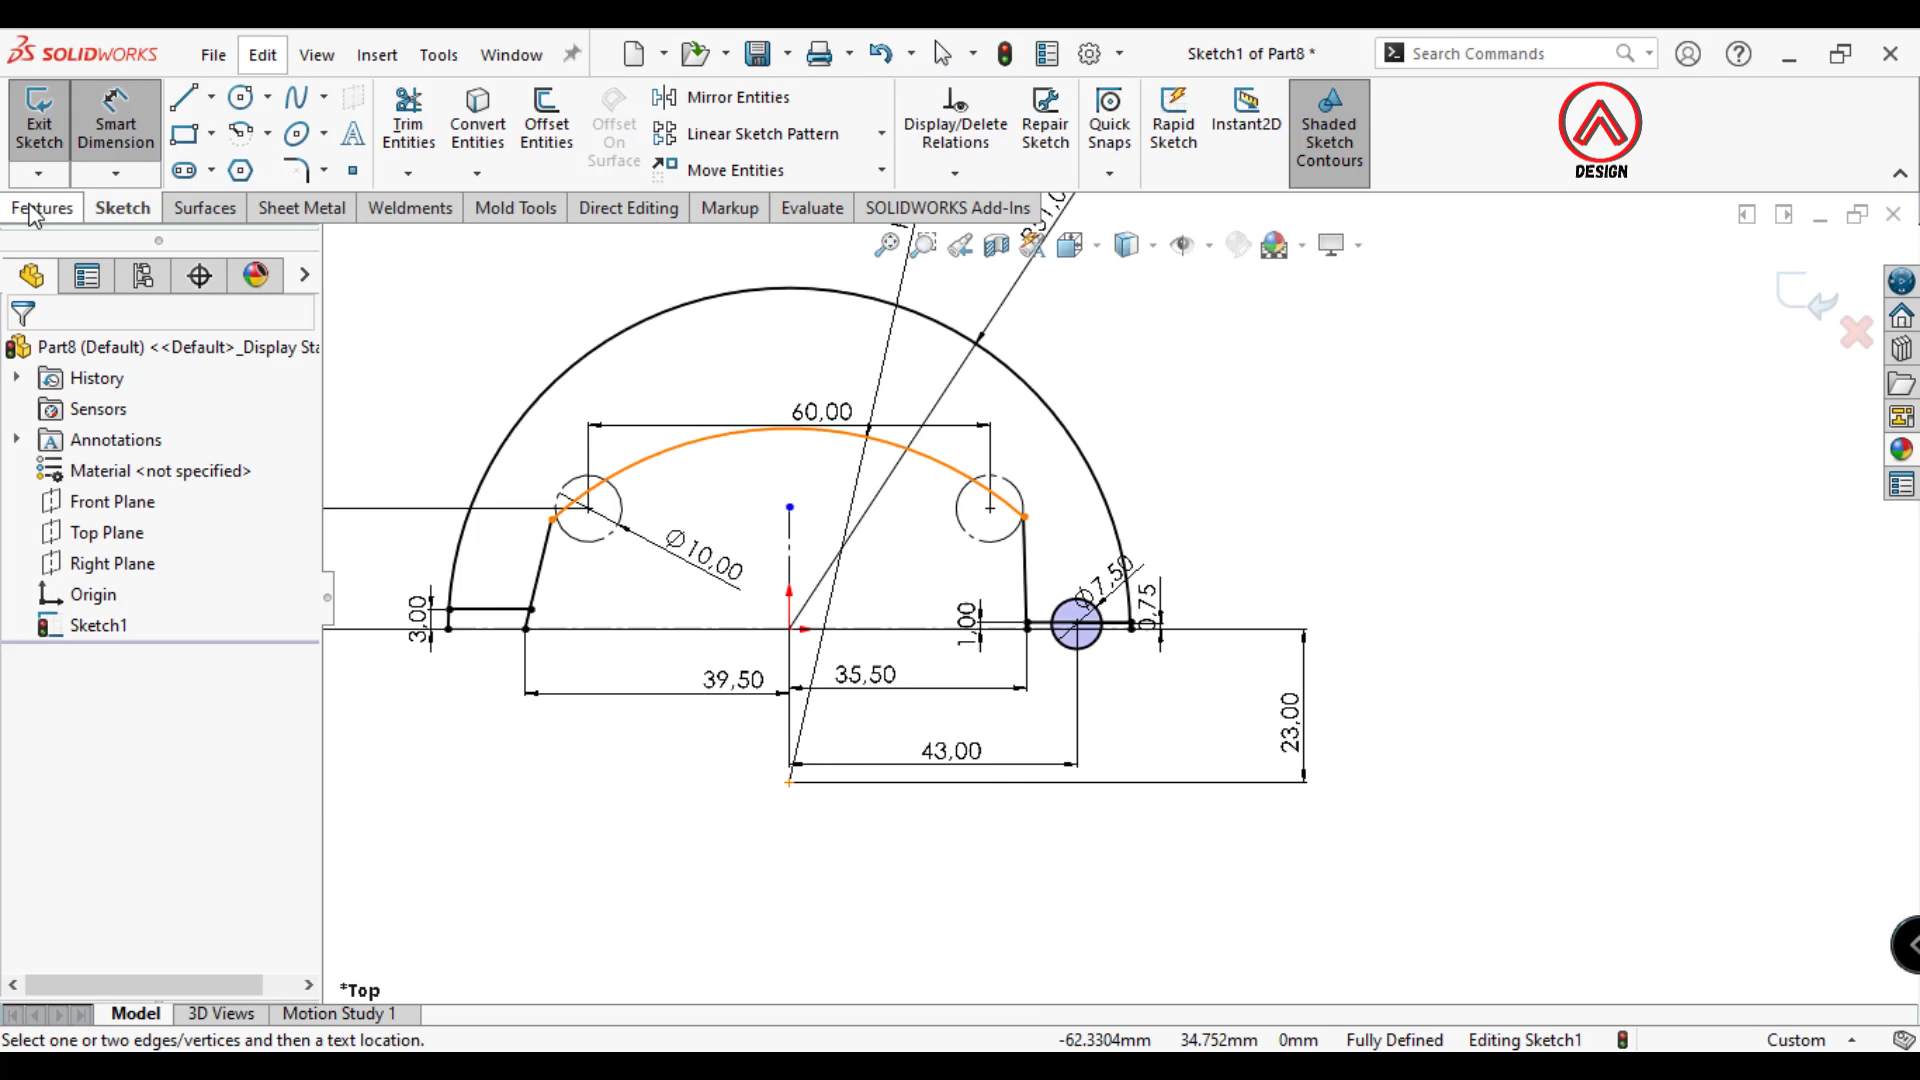 SOLIDWORKS File Edit View Insert Tools Window Sketch1 of Part8 * Search Commands
Exit Sketch
Smart Dimension
Trim Entities
Convert Entities
Offset Entities
Offset On Surface
Mirror Entities
Linear Sketch Pattern
Move Entities
Display/Delete Relations
Repair Sketch
Quick Snaps
Rapid Sketch
Instant2D
Shaded Sketch Contours
DESIGN
Features Sketch Surfaces Sheet Metal Weldments Mold Tools Direct Editing Markup Evaluate SOLIDWORKS Add-Ins
Part8 (Default) <<Default>_Display Sta
History
Sensors
Annotations
Material <not specified>
Front Plane
Top Plane
Right Plane
Origin
Sketch1
60,00
Ø10,00
Ø7,50
3,00
1,00
0,75
39,50
35,50
43,00
23,00
*Top
Model 3D Views Motion Study 1
Select one or two edges/vertices and then a text location. -62.3304mm 34.752mm 0mm Fully Defined Editing Sketch1 Custom